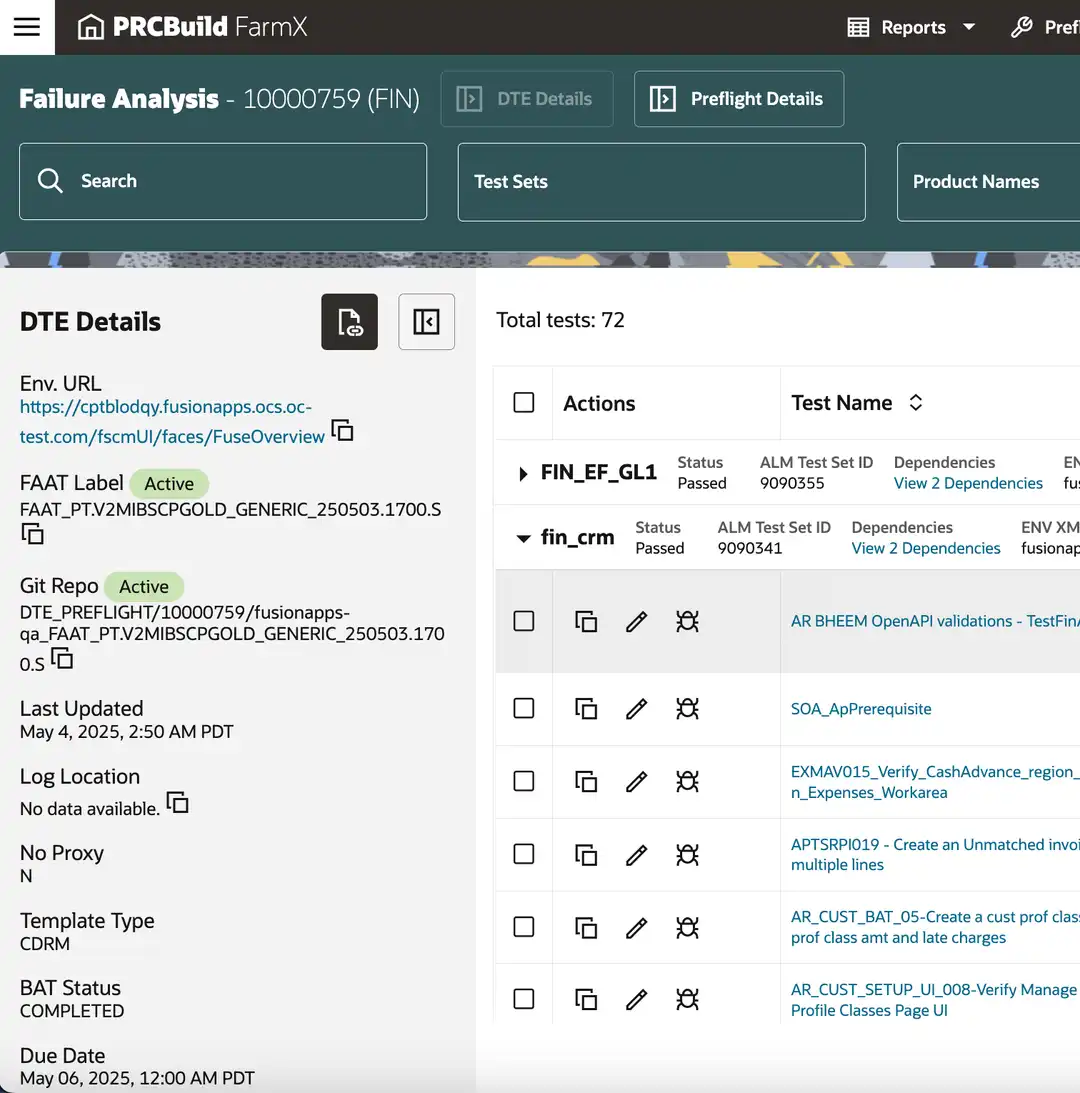 PRCBuild FarmX
Reports
Failure Analysis - 10000759 (FIN)
DTE Details
Preflight Details
Search
Test Sets
Product Names
DTE Details
Env. URL
https://cptblodqy.fusionapps.ocs.oc-
test.com/fscmUI/faces/FuseOverview
FAAT Label Active
FAAT_PT.V2MIBSCPGOLD_GENERIC_250503.1700.S
Git Repo Active
DTE_PREFLIGHT/10000759/fusionapps-
qa_FAAT_PT.V2MIBSCPGOLD_GENERIC_250503.170
0.S
Last Updated
May 4, 2025, 2:50 AM PDT
Log Location
No data available.
No Proxy
N
Template Type
CDRM
BAT Status
COMPLETED
Due Date
May 06, 2025, 12:00 AM PDT
Total tests: 72
Actions
Test Name
FIN_EF_GL1
Status
Passed
ALM Test Set ID
9090355
Dependencies
View 2 Dependencies
fin_crm
Status
Passed
ALM Test Set ID
9090341
Dependencies
View 2 Dependencies
ENV XM
fusionap
AR BHEEM OpenAPI validations - TestFinA
SOA_ApPrerequisite
EXMAV015_Verify_CashAdvance_region_
n_Expenses_Workarea
APTSRPI019 - Create an Unmatched invoi
multiple lines
AR_CUST_BAT_05-Create a cust prof clas
prof class amt and late charges
AR_CUST_SETUP_UI_008-Verify Manage
Profile Classes Page UI